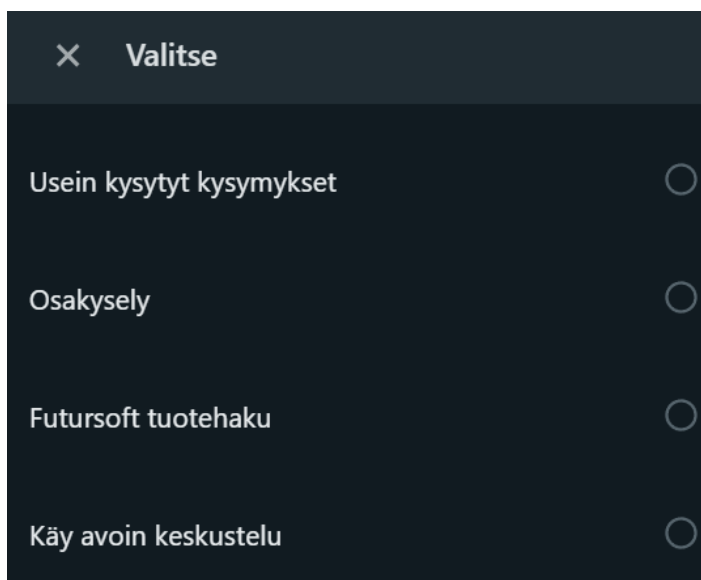 Valitse
Usein kysytyt kysymykset
Osakysely
Futursoft tuotehaku
Käy avoin keskustelu